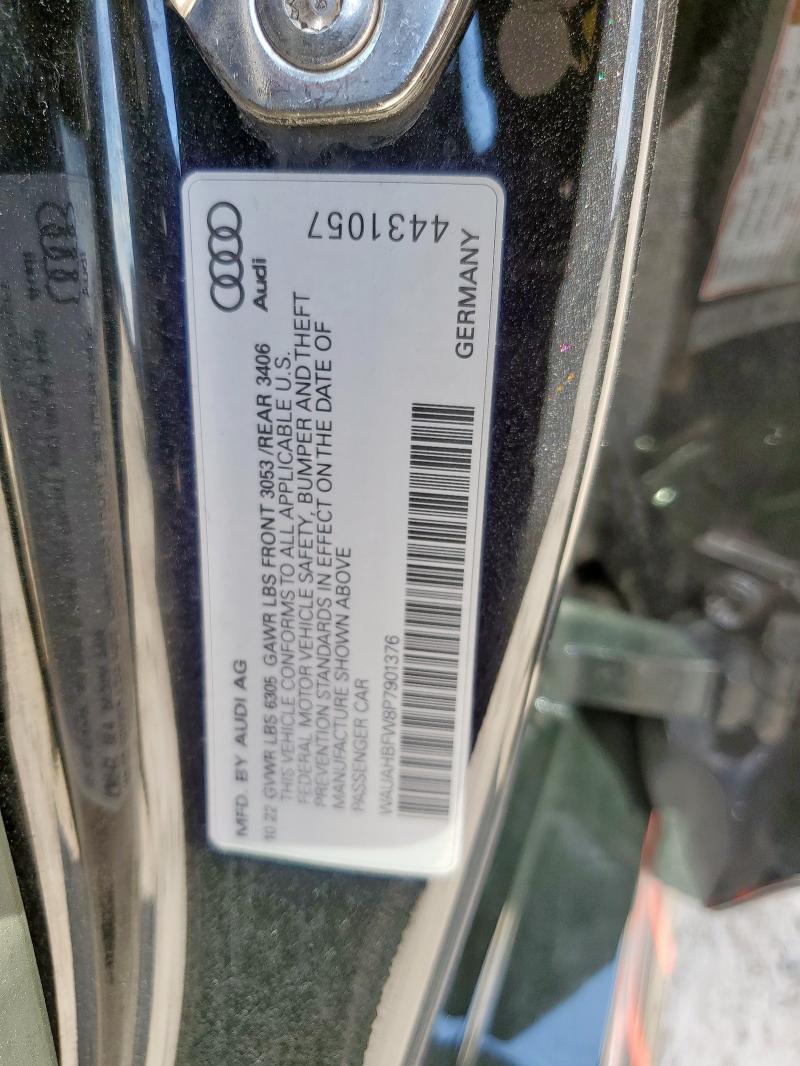 MFD. BY AUDI AG
Audi
10 22 GVWR LBS 6305 GAWR LBS FRONT 3053 /REAR 3406
THIS VEHICLE CONFORMS TO ALL APPLICABLE U.S.
FEDERAL MOTOR VEHICLE SAFETY, BUMPER AND THEFT
PREVENTION STANDARDS IN EFFECT ON THE DATE OF
MANUFACTURE SHOWN ABOVE
PASSENGER CAR
WAUAHBFW8P7901376
GERMANY
4431057